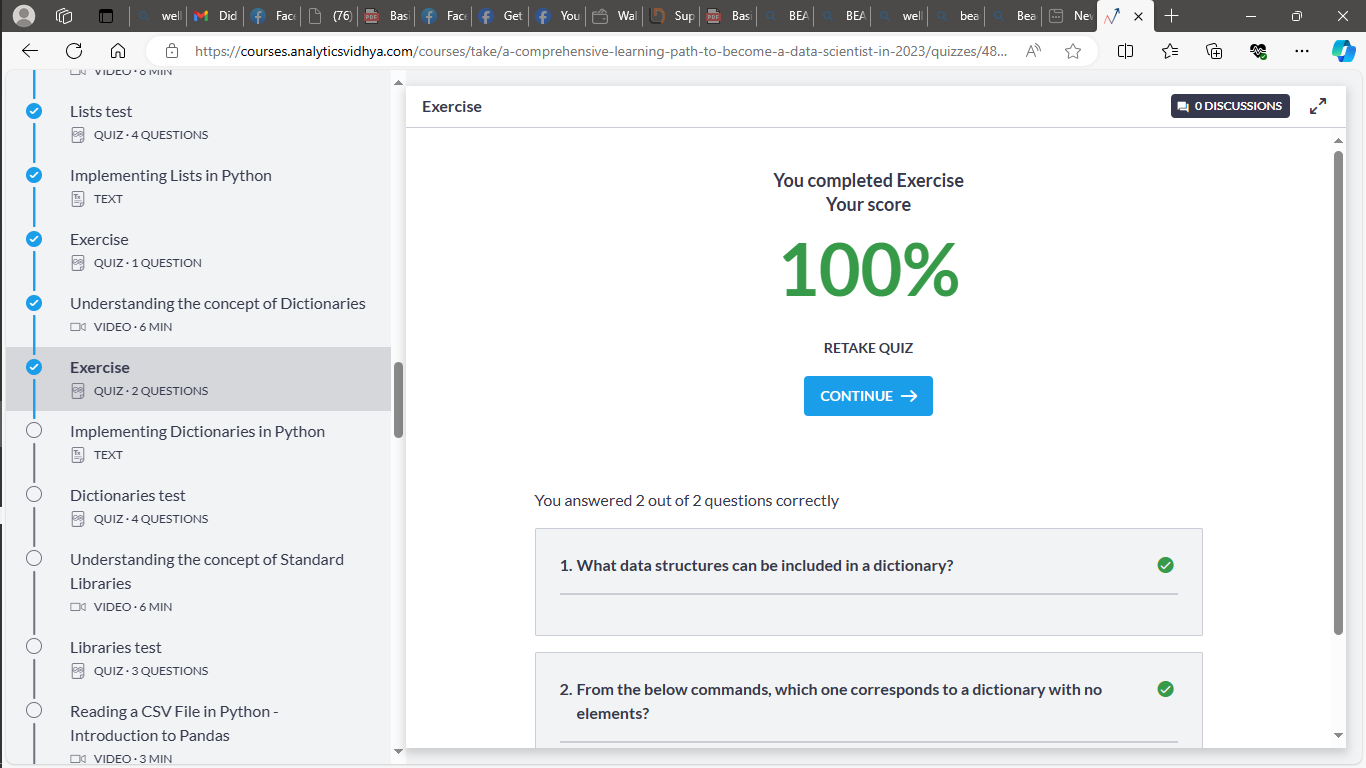 well
Did
Face
(76)
PDF Basi
Face
Get
You
Wal
Sup
PDF Basi
BEA
BEA
well
bea
Bea
Nev
https://courses.analyticsvidhya.com/courses/take/a-comprehensive-learning-path-to-become-a-data-scientist-in-2023/quizzes/48...
VIDEO · 8 MIN
Lists test
QUIZ · 4 QUESTIONS
Implementing Lists in Python
TEXT
Exercise
QUIZ · 1 QUESTION
Understanding the concept of Dictionaries
VIDEO · 6 MIN
Exercise
QUIZ · 2 QUESTIONS
Implementing Dictionaries in Python
TEXT
Dictionaries test
QUIZ · 4 QUESTIONS
Understanding the concept of Standard
Libraries
VIDEO · 6 MIN
Libraries test
QUIZ · 3 QUESTIONS
Reading a CSV File in Python -
Introduction to Pandas
VIDEO · 3 MIN
Exercise
0 DISCUSSIONS
You completed Exercise
Your score
100%
RETAKE QUIZ
CONTINUE →
You answered 2 out of 2 questions correctly
1. What data structures can be included in a dictionary?
2. From the below commands, which one corresponds to a dictionary with no
elements?